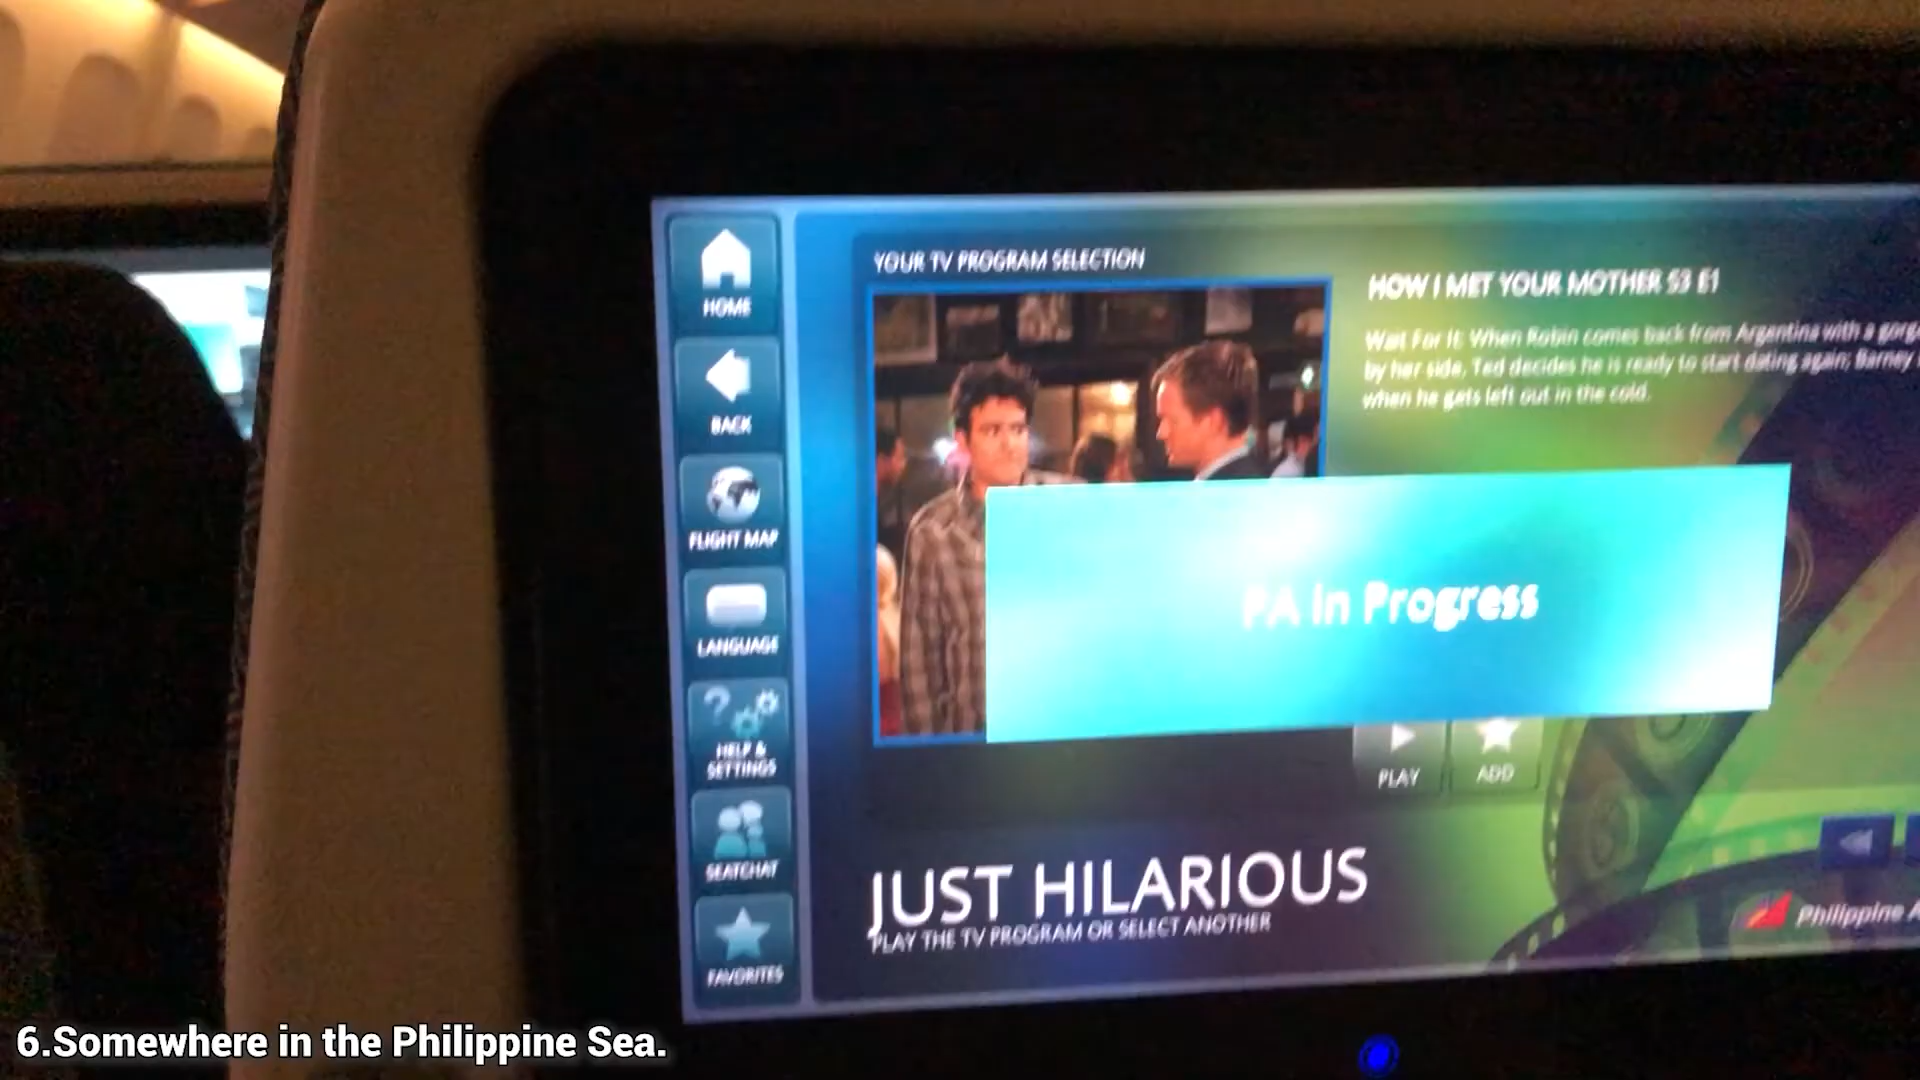 HOME
BACK
FLIGHT MAP
LANGUAGE
HELP &
SETTINGS
SEATCHAT
FAVORITES
YOUR TV PROGRAM SELECTION
HOW I MET YOUR MOTHER S3 E1
Wait For It: When Robin comes back from Argentina with a
by her side, Ted decides he is ready to start dating again; Barney
when he gets left out in the cold.
PA In Progress
PLAY
ADD
JUST HILARIOUS
PLAY THE TV PROGRAM OR SELECT ANOTHER
Philippine
6.Somewhere in the Philippine Sea.